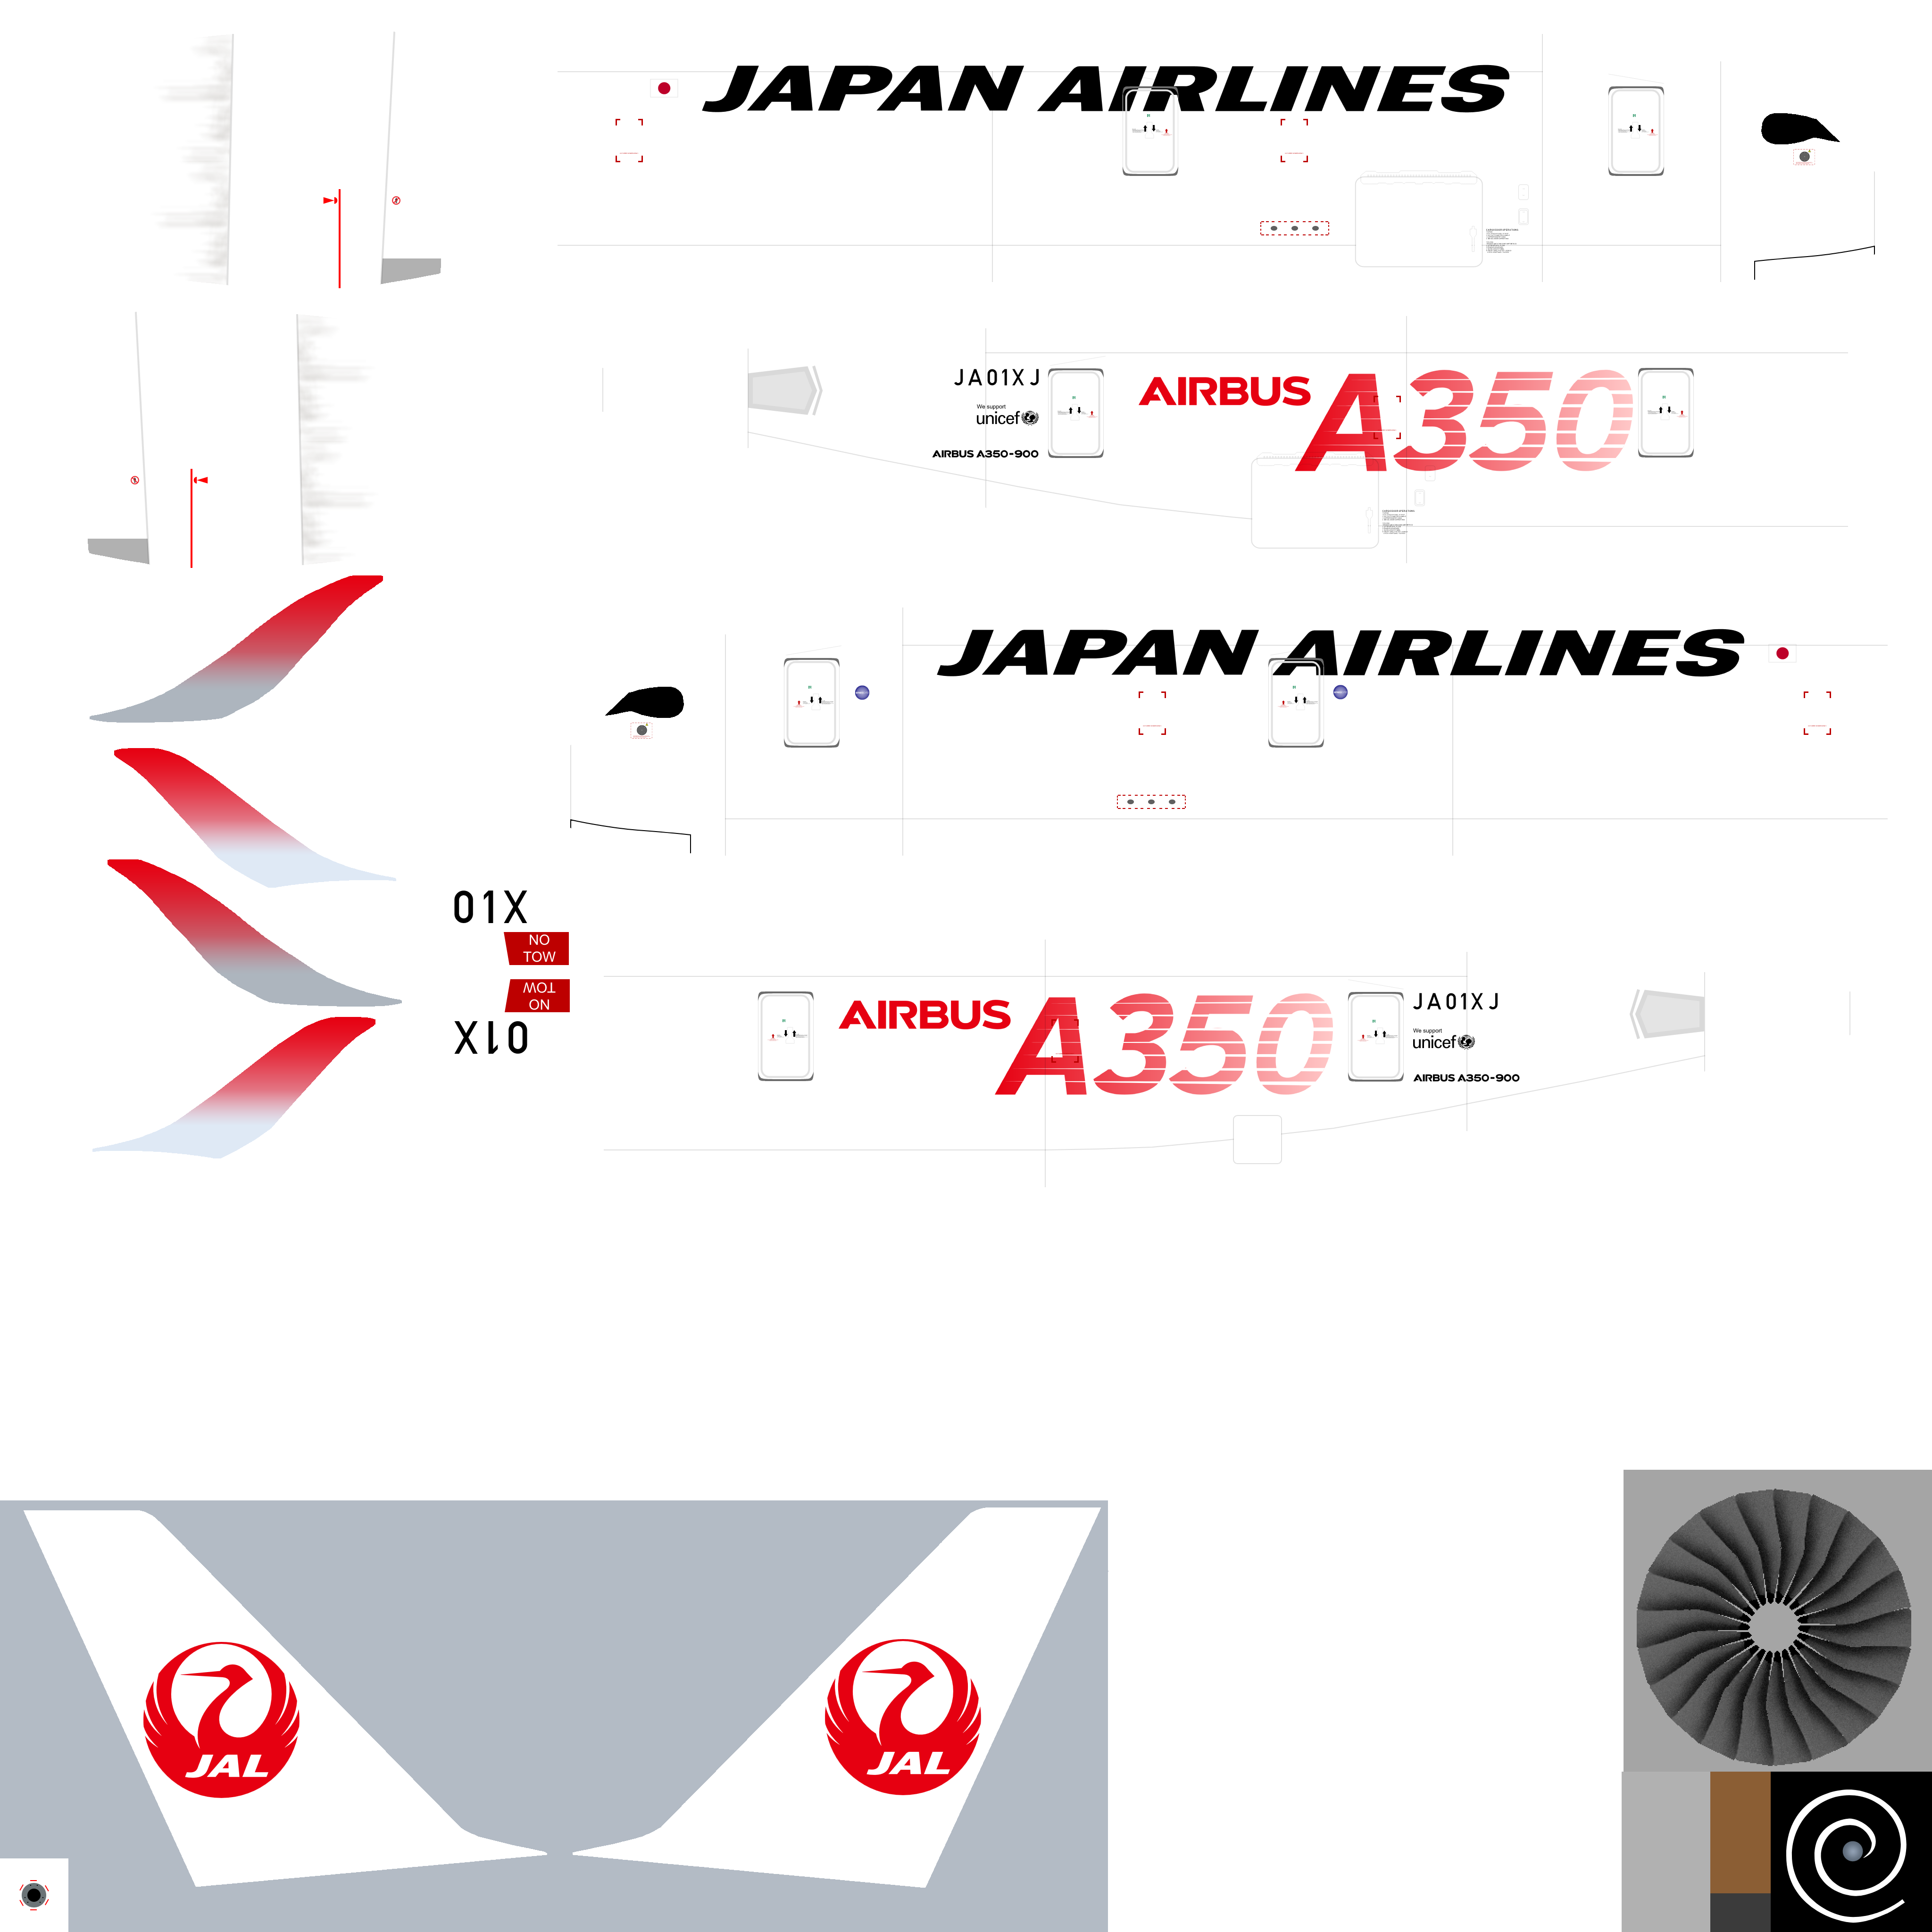 JAPAN AIRLINES
JA01XJ
We support
unicef
AIRBUS A350-900
AIRBUS A350
JAPAN AIRLINES
01X
NO
TOW
NO
TOW
01X
AIRBUS A350
JA01XJ
We support
unicef
AIRBUS A350-900
JAL
JAL